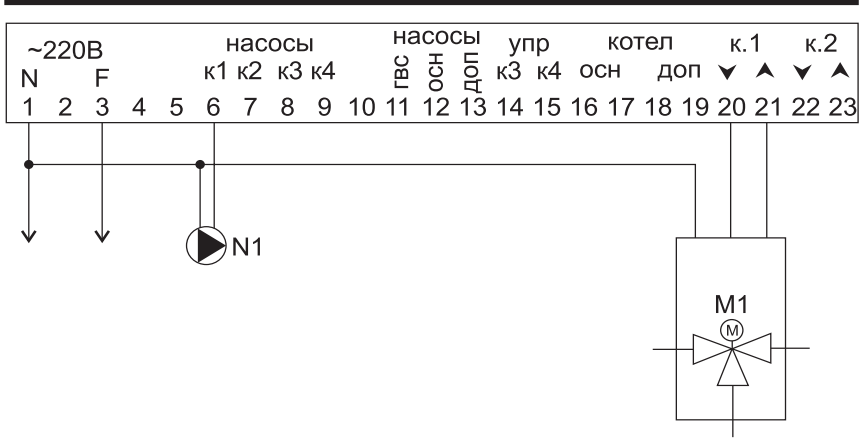 ~220В насосы насосы упр котел к.1 к.2
N F к1 к2 к3 к4 гвс осн доп к3 к4 осн доп
1 2 3 4 5 6 7 8 9 10 11 12 13 14 15 16 17 18 19 20 21 22 23
N1
M1
M